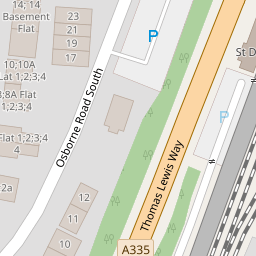 14; 14
Basement
Flat
23
21
19
17
P
St D
10;10A
Lat 1;2;3;4
8;8A Flat
1;2;3;4
Flat 1;2;3;4
4
2a
Osborne Road South
P
Thomas Lewis Way
12
11
10
A335